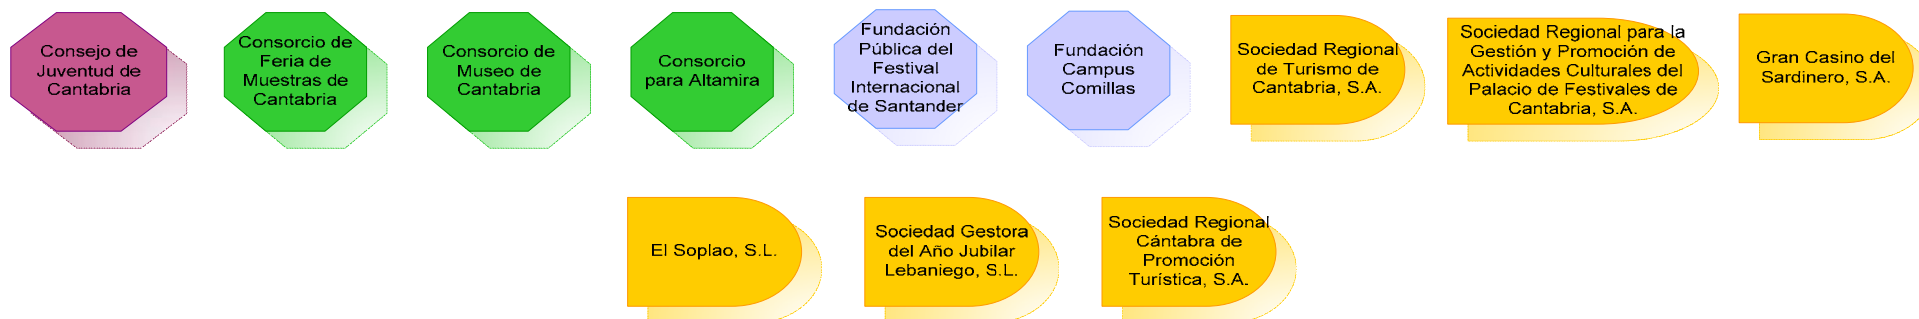 Consejo de
Juventud de
Cantabria
Consorcio de
Feria de
Muestras de
Cantabria
Consorcio de
Museo de
Cantabria
Consorcio
para Altamira
Fundación
Pública del
Festival
Internacional
de Santander
Fundación
Campus
Comillas
Sociedad Regional
de Turismo de
Cantabria, S.A.
Sociedad Regional para la
Gestión y Promoción de
Actividades Culturales del
Palacio de Festivales de
Cantabria, S.A.
Gran Casino del
Sardinero, S.A.
El Soplao, S.L.
Sociedad Gestora
del Año Jubilar
Lebaniego, S.L.
Sociedad Regional
Cántabra de
Promoción
Turística, S.A.